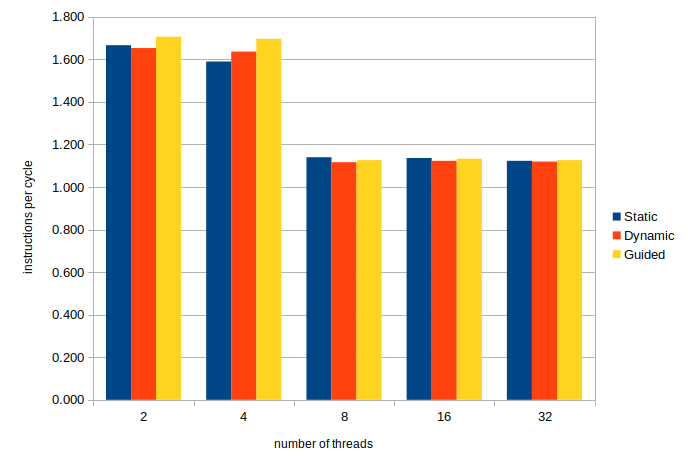 1.800
1.600
1.400
1.200
1.000
0.800
0.600
0.400
0.200
0.000
instructions per cycle
2 4 8 16 32
number of threads
Static
Dynamic
Guided